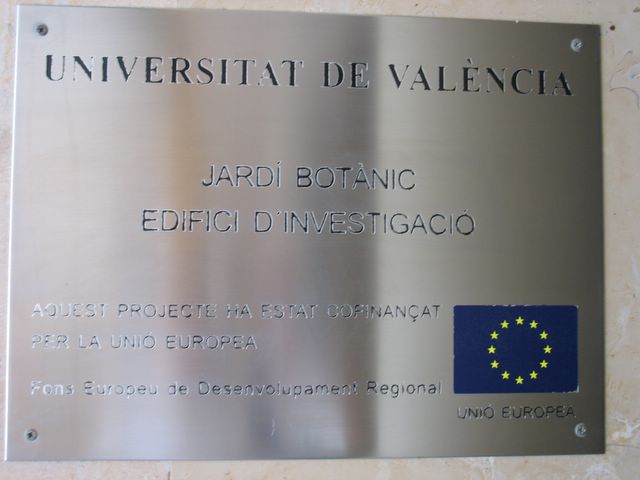 UNIVERSITAT DE VALÈNCIA
JARDÍ BOTÀNIC
EDIFICI D'INVESTIGACIÓ
AQUEST PROJECTE HA ESTAT COFINANÇAT
PER LA UNIÓ EUROPEA
Fons Europeu de Desenvolupament Regional
UNIÓ EUROPEA